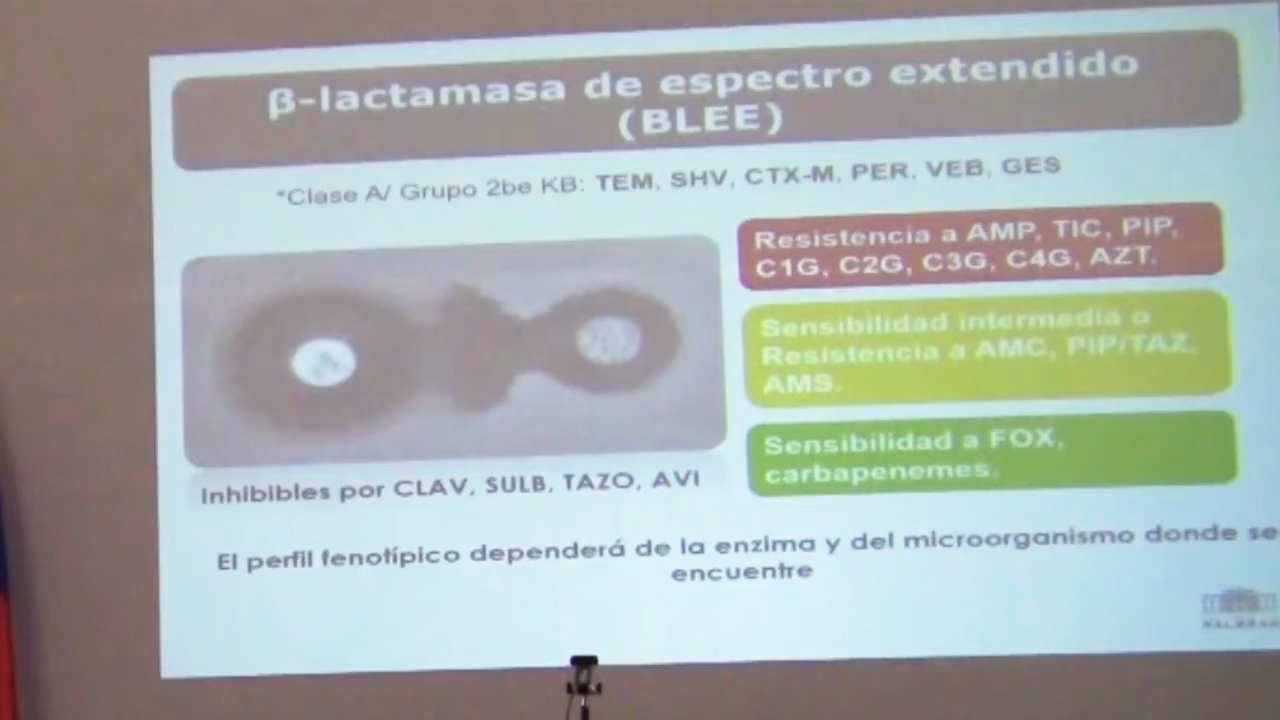 β-lactamasa de espectro extendido
(BLEE)
*Clase A/ Grupo 2be KB: TEM, SHV, CTX-M, PER, VEB, GES
Resistencia a AMP, TIC, PIP,
C1G, C2G, C3G, C4G, AZT.
Sensibilidad intermedia o
Resistencia a AMC, PIP/TAZ,
AMS.
Sensibilidad a FOX,
carbapenemes.
Inhibibles por CLAV, SULB, TAZO, AVI
El perfil fenotípico dependerá de la enzima y del microorganismo donde se
encuentre